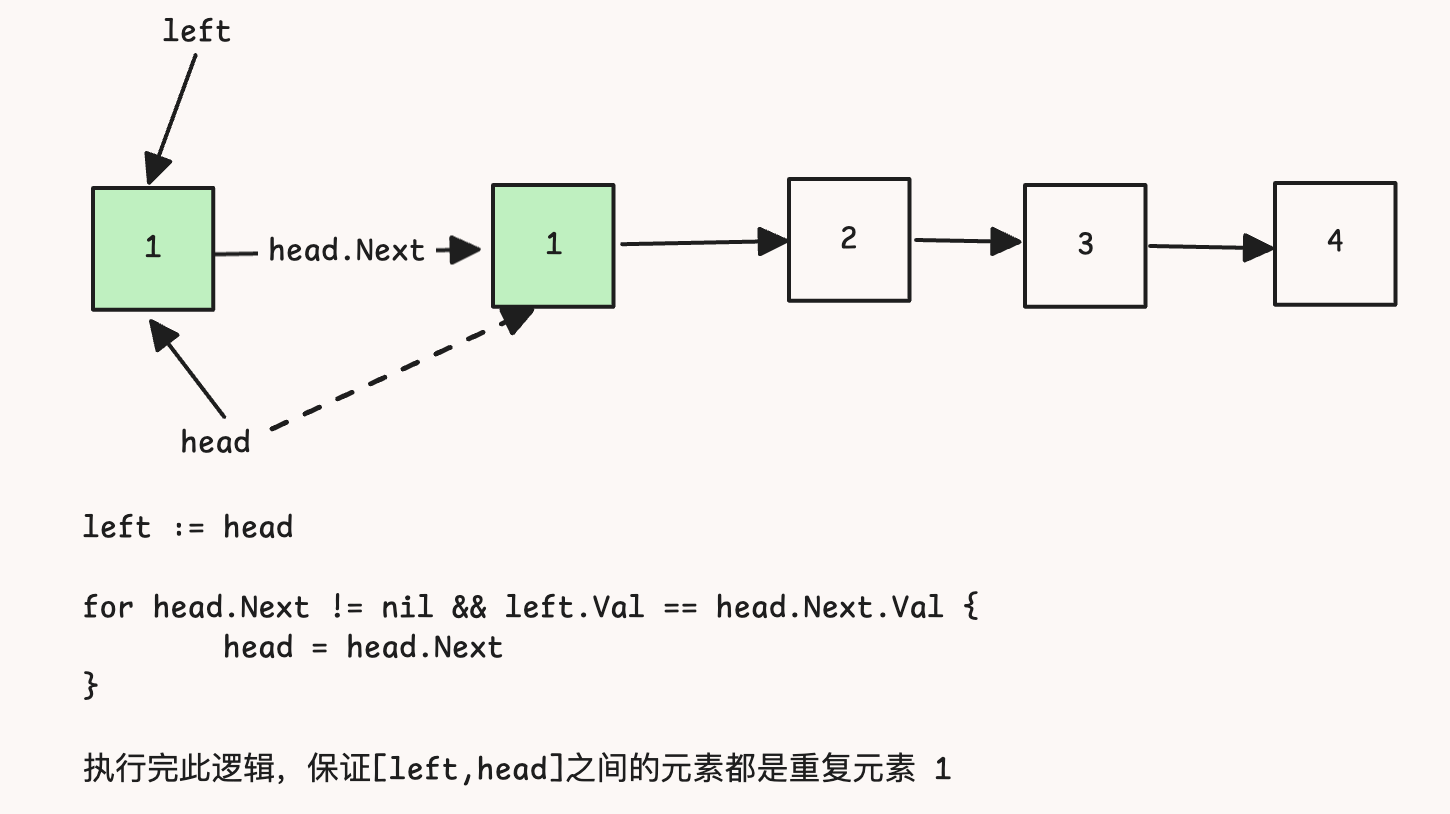 left
1
head.Next
1
2
3
4
head
left := head
for head.Next != nil && left.Val == head.Next.Val {
head = head.Next
}
执行完此逻辑，保证[left,head]之间的元素都是重复元素 1